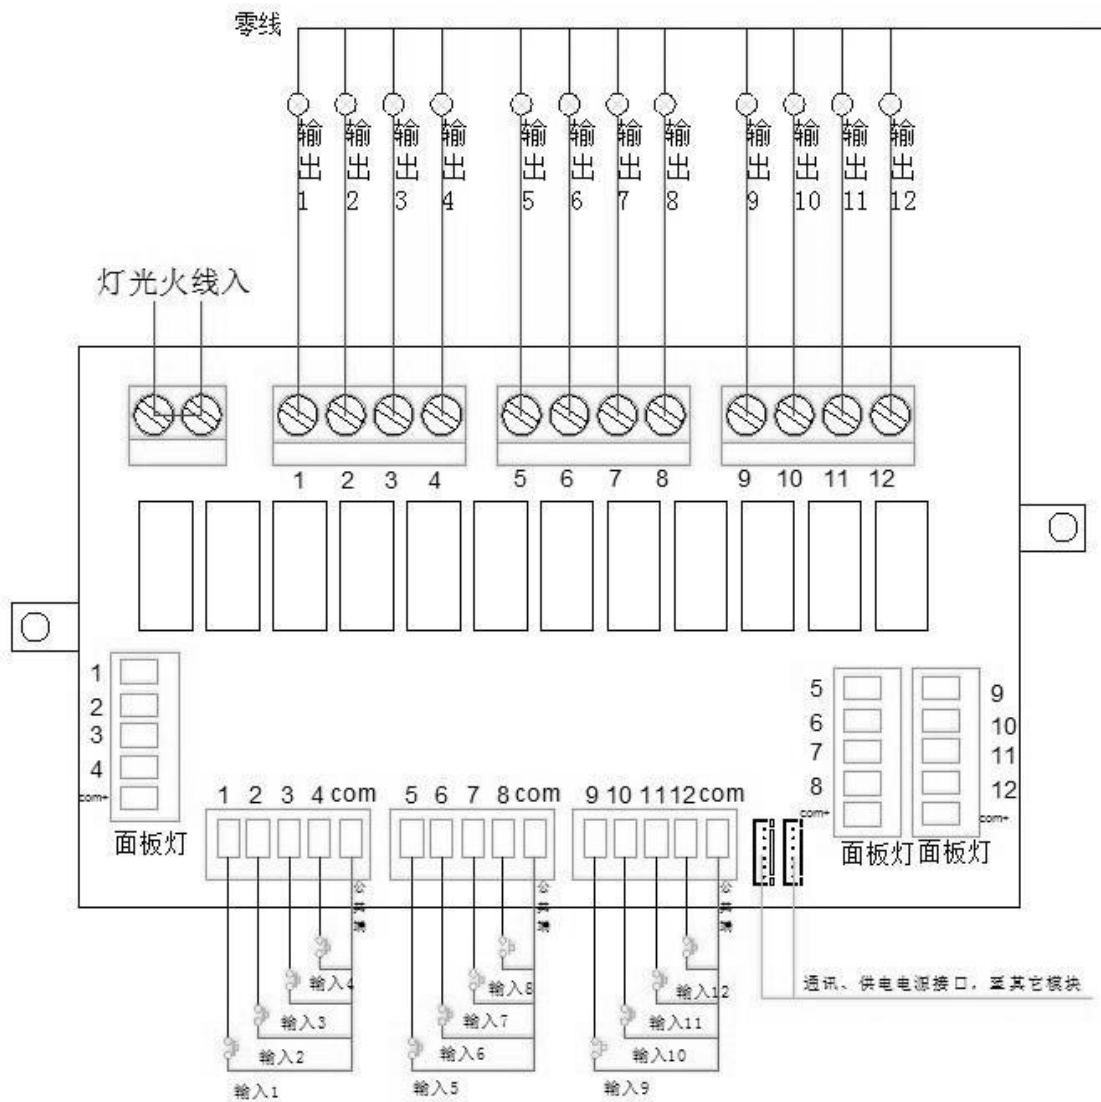 零线
输出1
输出2
输出3
输出4
输出5
输出6
输出7
输出8
输出9
输出10
输出11
输出12
灯光火线入
1 2 3 4
5 6 7 8
9 10 11 12
1
2
3
4
com+
面板灯
5
6
7
8
com+
面板灯
9
10
11
12
com+
面板灯
1 2 3 4 com
5 6 7 8 com
9 10 11 12 com
公共端
公共端
公共端
输入4
输入3
输入2
输入1
输入8
输入7
输入6
输入5
输入12
输入11
输入10
输入9
通讯、供电电源接口，至其它模块